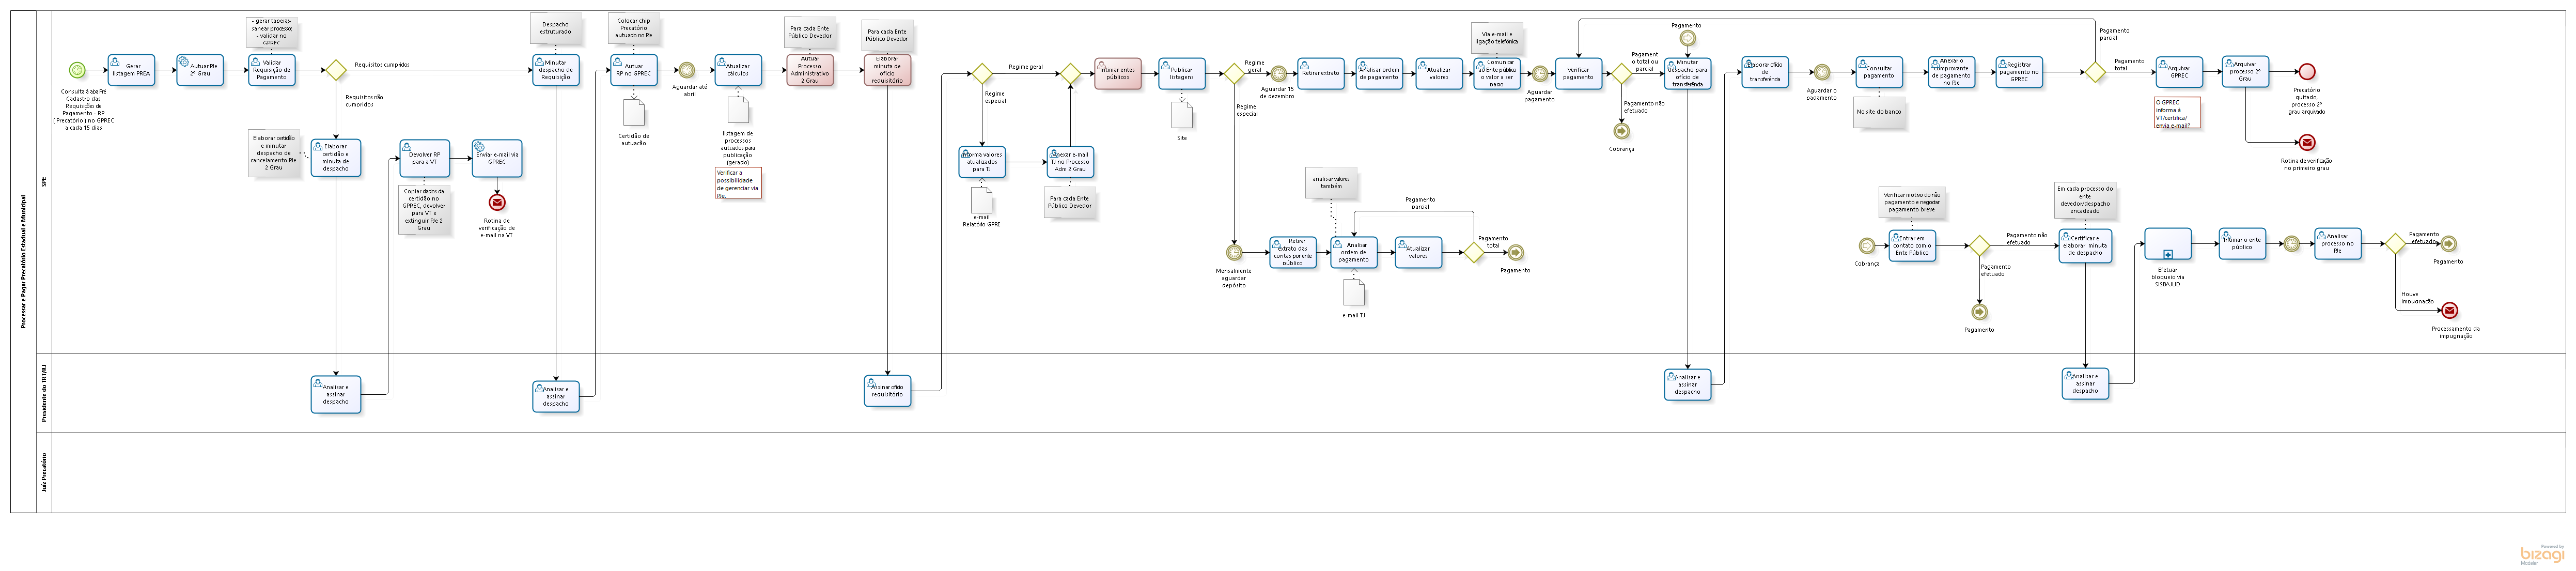 Processar e Pagar Precatório Estadual e Municipal
SPE
Presidente do TRT/RJ
Juiz Precatório
Consulta à aba PJe
Cadastro das
Requisições de
Pagamento - RP
( Precatório ) no GPREC
a cada 15 dias
Gerar
listagem PREA
Autuar PJe
2º Grau
- gerar tabela;-
sanear processo;
- validar no
GPREC
Validar
Requisição de
Pagamento
Requisitos cumpridos
Requisitos não
cumpridos
Elaborar certidão
e minutar
despacho de
cancelamento PJe
2 Grau
Elaborar
certidão e
minuta de
despacho
Analisar e
assinar
despacho
Devolver RP
para a VT
Copiar dados da
certidão no
GPREC, devolver
para VT e
extinguir PJe 2
Grau
Enviar e-mail via
GPREC
Rotina de
verificação de
e-mail na VT
Despacho
estruturado
Minutar
despacho de
Requisição
Analisar e
assinar
despacho
Colocar chip
Precatório
autuado no PJe
Autuar
RP no GPREC
Certidão de
autuação
Aguardar até
abril
Atualizar
cálculos
listagem de
processos
autuados para
publicação
(gerado)
Verificar a
possibilidade
de gerenciar via
PJe.
Para cada Ente
Público Devedor
Autuar
Processo
Administrativo
2 Grau
Para cada Ente
Público Devedor
Elaborar
minuta de
ofício
requisitório
Assinar ofício
requisitório
Regime geral
Regime
especial
Informa valores
atualizados
para TJ
e-mail
Relatório GPRE
Anexar e-mail
TJ no Processo
Adm 2 Grau
Para cada Ente
Público Devedor
Intimar entes
públicos
Publicar
listagens
Site
Regime
geral
Regime
especial
Aguardar 15
de dezembro
Retirar extrato
Analisar ordem
de pagamento
Atualizar
valores
Via e-mail e
ligação telefônica
Comunicar
ao Ente público
o valor a ser
pago
Aguardar
pagamento
Verificar
pagamento
Pagament
o total ou
parcial
Pagamento não
efetuado
Cobrança
Mensalmente
aguardar
depósito
Retirar
extrato das
contas por ente
público
analisar valores
também
Analisar
ordem de
pagamento
e-mail TJ
Atualizar
valores
Pagamento
parcial
Pagamento
total
Pagamento
Pagamento
Minutar
despacho para
ofício de
transferência
Analisar e
assinar
despacho
Elaborar ofício
de
transferência
Aguardar o
pagamento
Consultar
pagamento
No site do banco
Anexar o
comprovante
de pagamento
no PJe
Registrar
pagamento no
GPREC
Pagamento
parcial
Pagamento
total
Arquivar
GPREC
O GPREC
informa à
VT/certifica/
envia e-mail?
Arquivar
processo 2º
Grau
Precatório
quitado,
processo 2º
grau arquivado
Rotina de verificação
no primeiro grau
Cobrança
Verificar motivo do não
pagamento e negociar
pagamento breve
Entrar em
contato com o
Ente Público
Pagamento não
efetuado
Pagamento
efetuado
Pagamento
Em cada processo do
ente
devedor/despacho
encadeado
Certificar e
elaborar minuta
de despacho
Analisar e
assinar
despacho
Efetuar
bloqueio via
SISBAJUD
Intimar o ente
público
Analisar
processo no
PJe
Pagamento
efetuado
Pagamento
Houve
impugnação
Processamento da
impugnação
Powered by
bizagi
Modeler